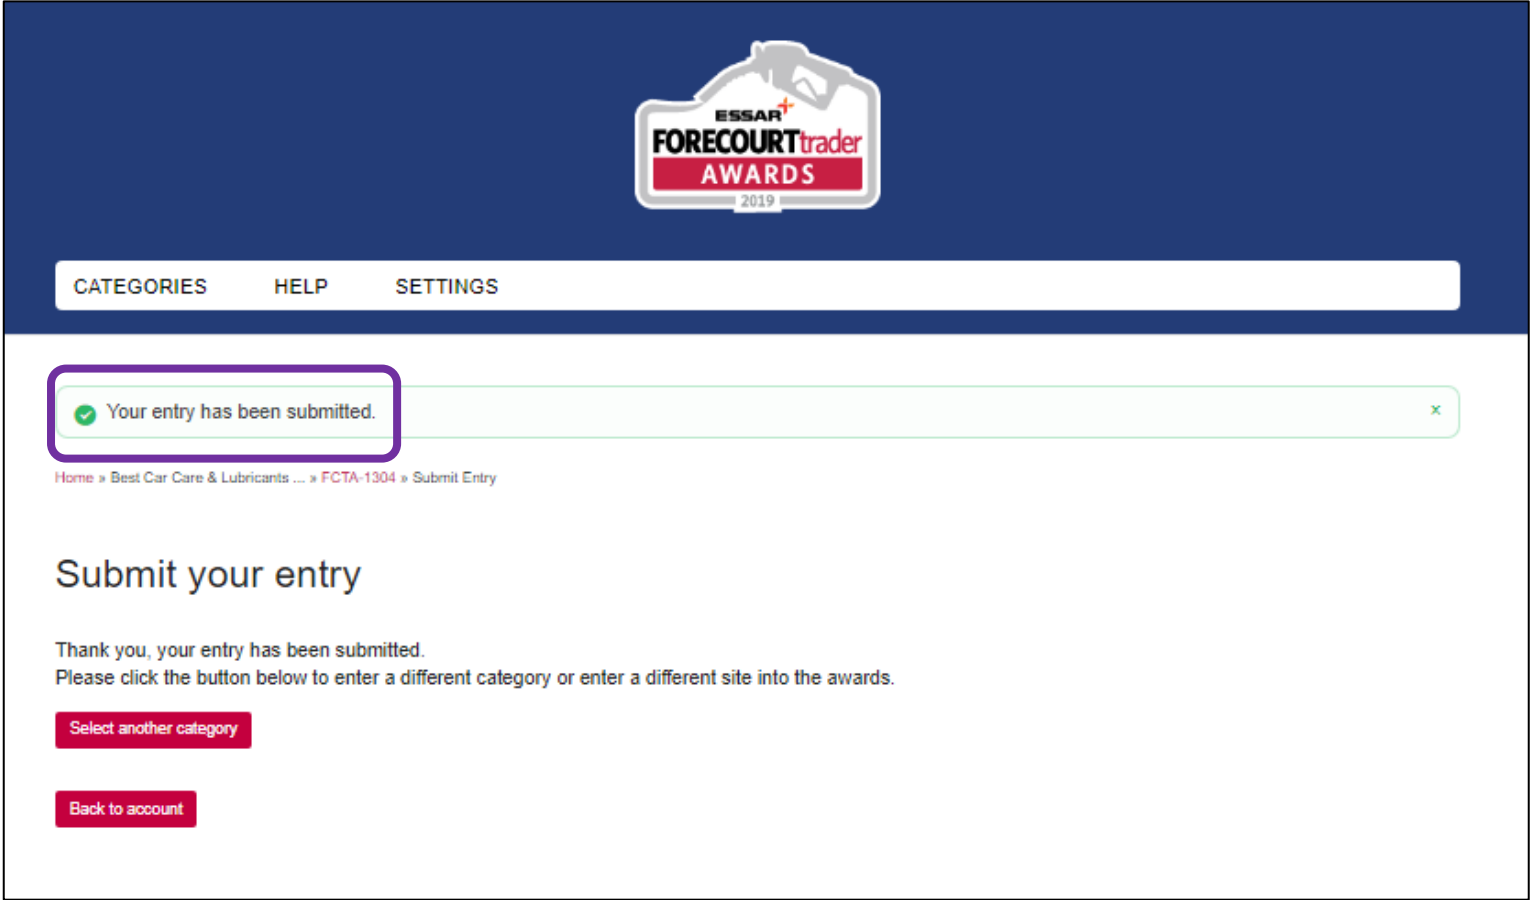 ESSAR
FORECOURTtrader
AWARDS
2019
CATEGORIES HELP SETTINGS
Your entry has been submitted. x
Home » Best Car Care & Lubricants ... » FCTA-1304 » Submit Entry
Submit your entry
Thank you, your entry has been submitted.
Please click the button below to enter a different category or enter a different site into the awards.
Select another category
Back to account